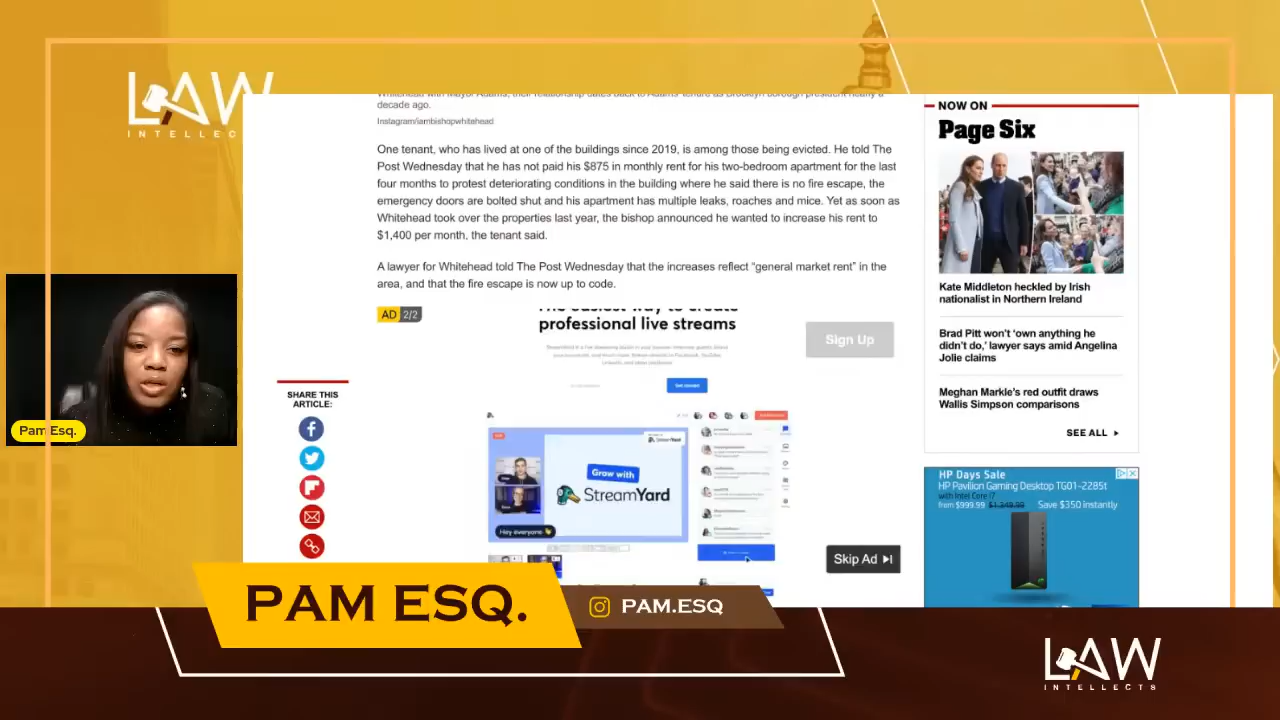 LAW
INTELLEC
decade ago.
Instagram/iambishopwhitehead
One tenant, who has lived at one of the buildings since 2019, is among those being evicted. He told The
Post Wednesday that he has not paid his $875 in monthly rent for his two-bedroom apartment for the last
four months to protest deteriorating conditions in the building where he said there is no fire escape, the
emergency doors are bolted shut and his apartment has multiple leaks, roaches and mice. Yet as soon as
Whitehead took over the properties last year, the bishop announced he wanted to increase his rent to
$1,400 per month, the tenant said.
A lawyer for Whitehead told The Post Wednesday that the increases reflect “general market rent” in the
area, and that the fire escape is now up to code.
AD 2/2
professional live streams
Sign Up
Get started
Grow with
StreamYard
Hey everyone
Skip Ad
SHARE THIS
ARTICLE:
NOW ON
Page Six
Kate Middleton heckled by Irish
nationalist in Northern Ireland
Brad Pitt won’t ‘own anything he
didn’t do,’ lawyer says amid Angelina
Jolie claims
Meghan Markle’s red outfit draws
Wallis Simpson comparisons
SEE ALL
HP Days Sale
HP Pavilion Gaming Desktop TG01-2285t
with Intel Core i7
from $999.99 $1,349.99 Save $350 instantly
Pam Esq.
PAM ESQ.
PAM.ESQ
LAW
INTELLECTS